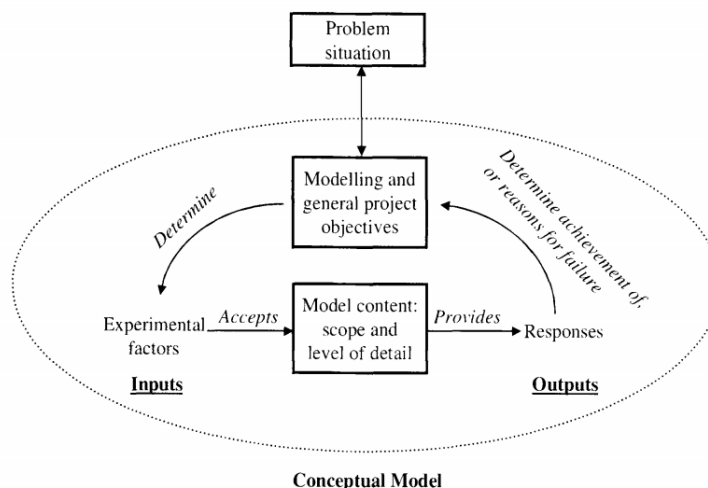 Problem
situation
Modelling and
general project
objectives
Determine
Determine achievement of,
or reasons for failure
Experimental
factors
Accepts
Model content:
scope and
level of detail
Provides
Responses
Inputs
Outputs
Conceptual Model